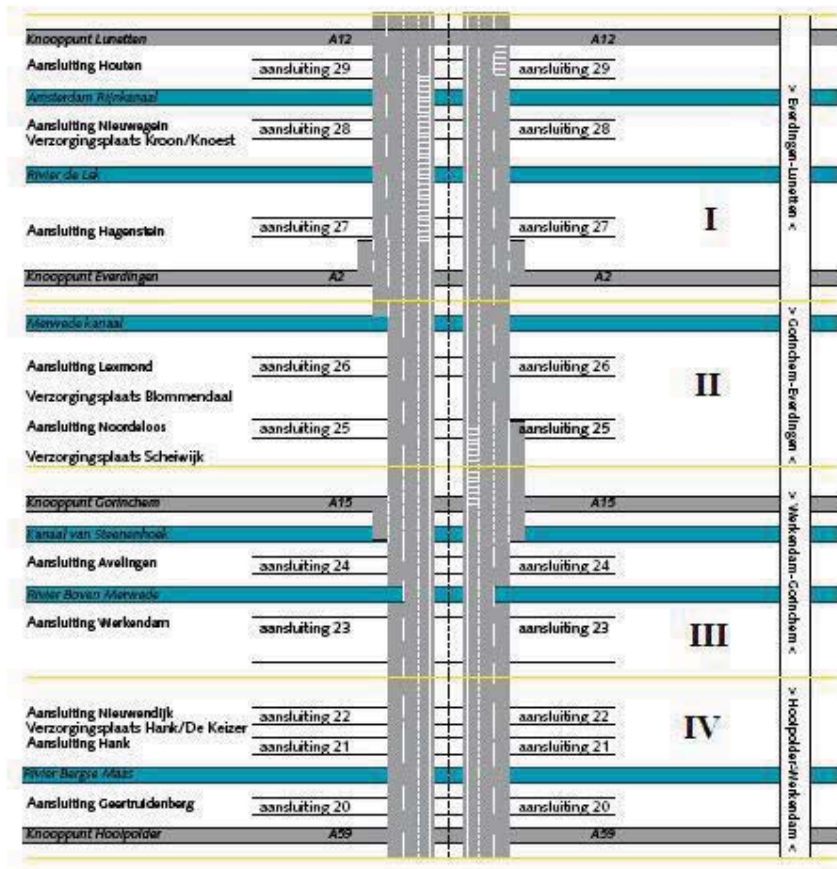 Knooppunt Lunetten A12 A12
Aansluiting Houten aansluiting 29 aansluiting 29
Amsterdam Rijnkanaal
Aansluiting Nieuwegein aansluiting 28 aansluiting 28
Verzorgingsplaats Kroon/Knoest
Rivier de Lek
Aansluiting Hagenstein aansluiting 27 aansluiting 27
I
Knooppunt Everdingen A2 A2
> Everdingen-Lunetten <
Merwede kanaal
Aansluiting Lexmond aansluiting 26 aansluiting 26
II
Verzorgingsplaats Blommendaal
Aansluiting Noordeloos aansluiting 25 aansluiting 25
Verzorgingsplaats Scheiwijk
> Gorinchem-Everdingen <
Knooppunt Gorinchem A15 A15
Kanaal van Steenenhoek
Aansluiting Avelingen aansluiting 24 aansluiting 24
Rivier Boven Merwede
Aansluiting Werkendam aansluiting 23 aansluiting 23
III
> Werkendam-Gorinchem <
Aansluiting Nieuwendijk aansluiting 22 aansluiting 22
Verzorgingsplaats Hank/De Keizer
IV
Aansluiting Hank aansluiting 21 aansluiting 21
Rivier Bergse Maas
Aansluiting Geertruidenberg aansluiting 20 aansluiting 20
Knooppunt Hooipolder A59 A59
> Hooipolder-Werkendam <